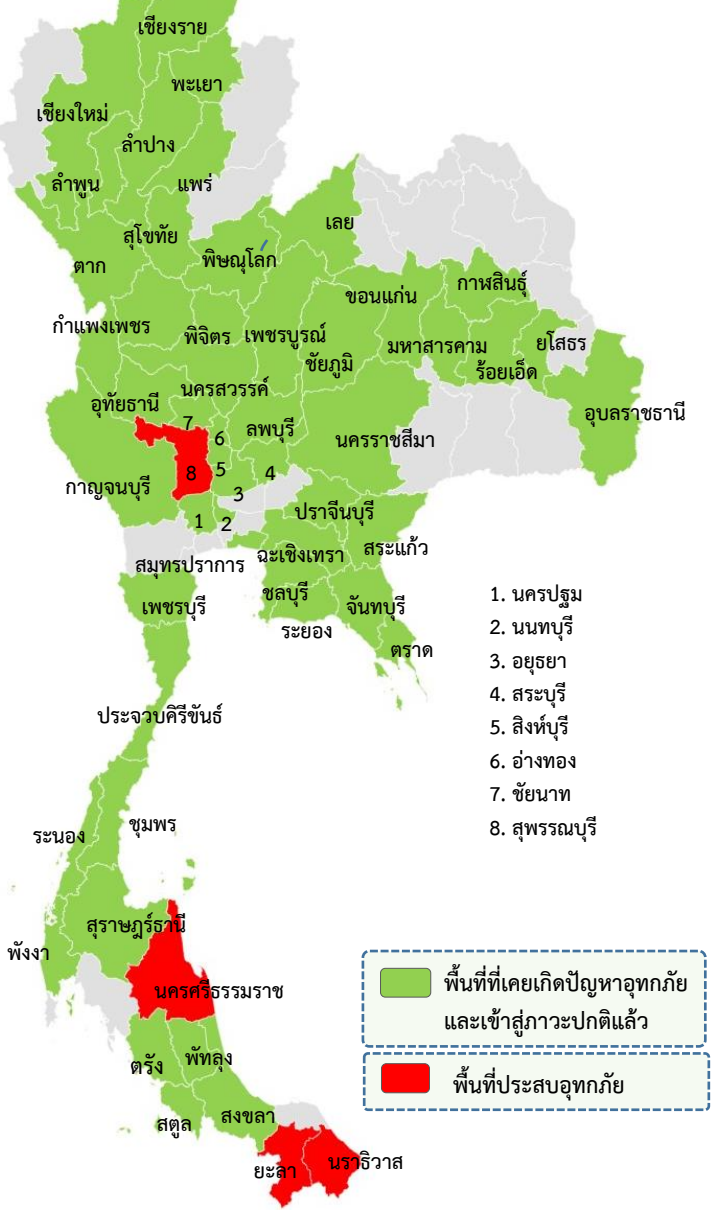 เชียงราย
พะเยา
เชียงใหม่
ลำปาง
ลำพูน
แพร่
เลย
สุโขทัย
พิษณุโลก
ตาก
กาฬสินธุ์
ขอนแก่น
กำแพงเพชร
พิจิตร
เพชรบูรณ์
มหาสารคาม
ยโสธร
ชัยภูมิ
ร้อยเอ็ด
นครสวรรค์
อุทัยธานี
อุบลราชธานี
7
6
ลพบุรี
นครราชสีมา
8
5
4
กาญจนบุรี
3
ปราจีนบุรี
1
2
สระแก้ว
ฉะเชิงเทรา
สมุทรปราการ
ชลบุรี
เพชรบุรี
จันทบุรี
ระยอง
ตราด
1. นครปฐม
2. นนทบุรี
3. อยุธยา
4. สระบุรี
5. สิงห์บุรี
6. อ่างทอง
7. ชัยนาท
8. สุพรรณบุรี
ประจวบคิรีขันธ์
ชุมพร
ระนอง
สุราษฎร์ธานี
พังงา
นครศรีธรรมราช
ตรัง
พัทลุง
สตูล
สงขลา
ยะลา
นราธิวาส
พื้นที่ที่เคยเกิดปัญหาอุทกภัย
และเข้าสู่ภาวะปกติแล้ว
พื้นที่ประสบอุทกภัย